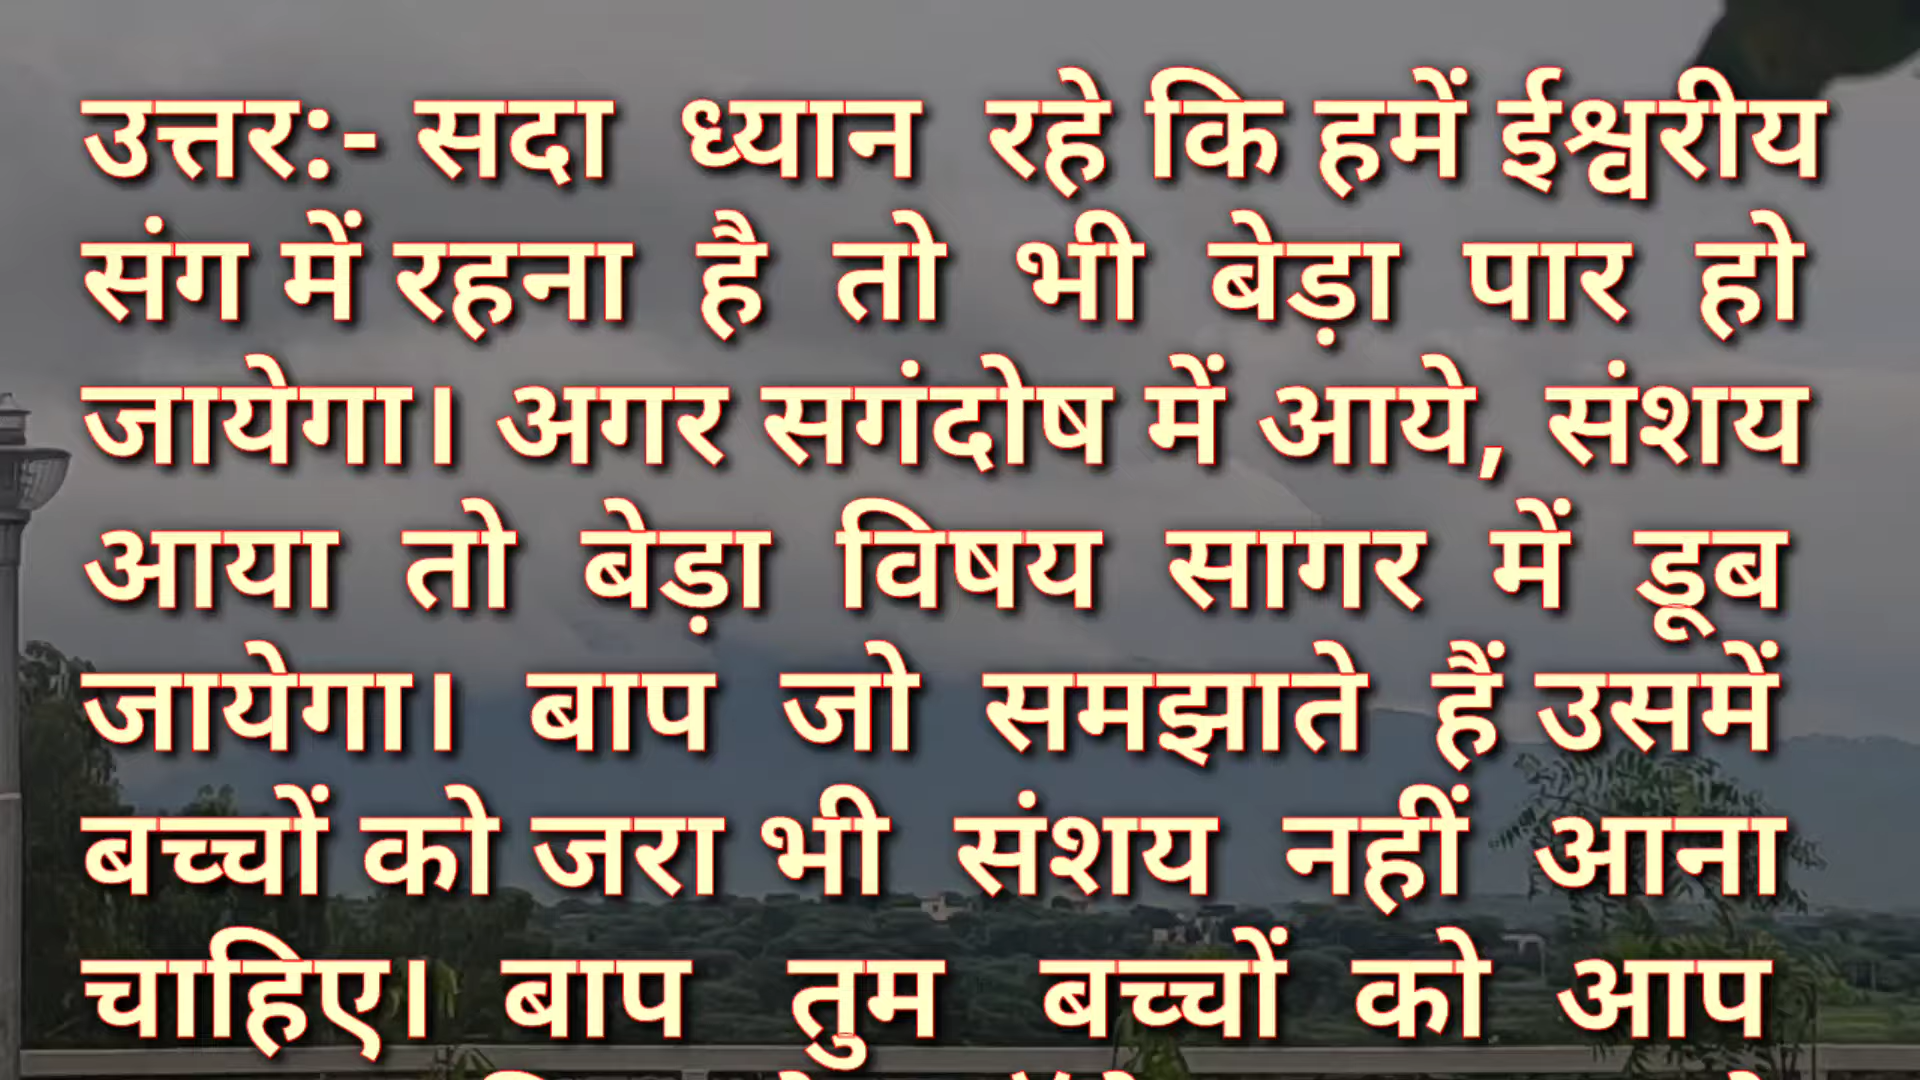 उत्तर:- सदा ध्यान रहे कि हमें ईश्वरीय
संग में रहना है तो भी बेड़ा पार हो
जायेगा। अगर सगंदोष में आये, संशय
आया तो बेड़ा विषय सागर में डूब
जायेगा। बाप जो समझाते हैं उसमें
बच्चों को जरा भी संशय नहीं आना
चाहिए। बाप तुम बच्चों को आप